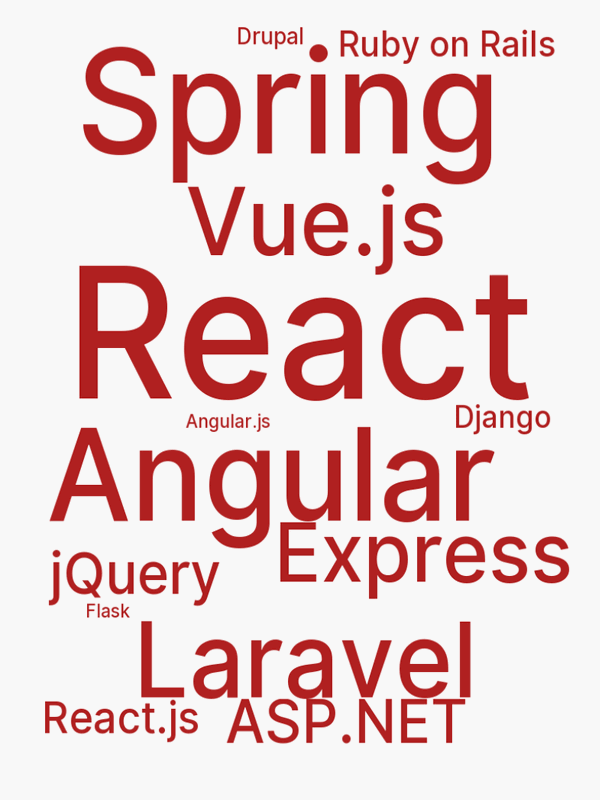 Drupal
Ruby on Rails
Spring
Vue.js
React
Angular.js
Django
Angular
Express
jQuery
Flask
Laravel
React.js
ASP.NET